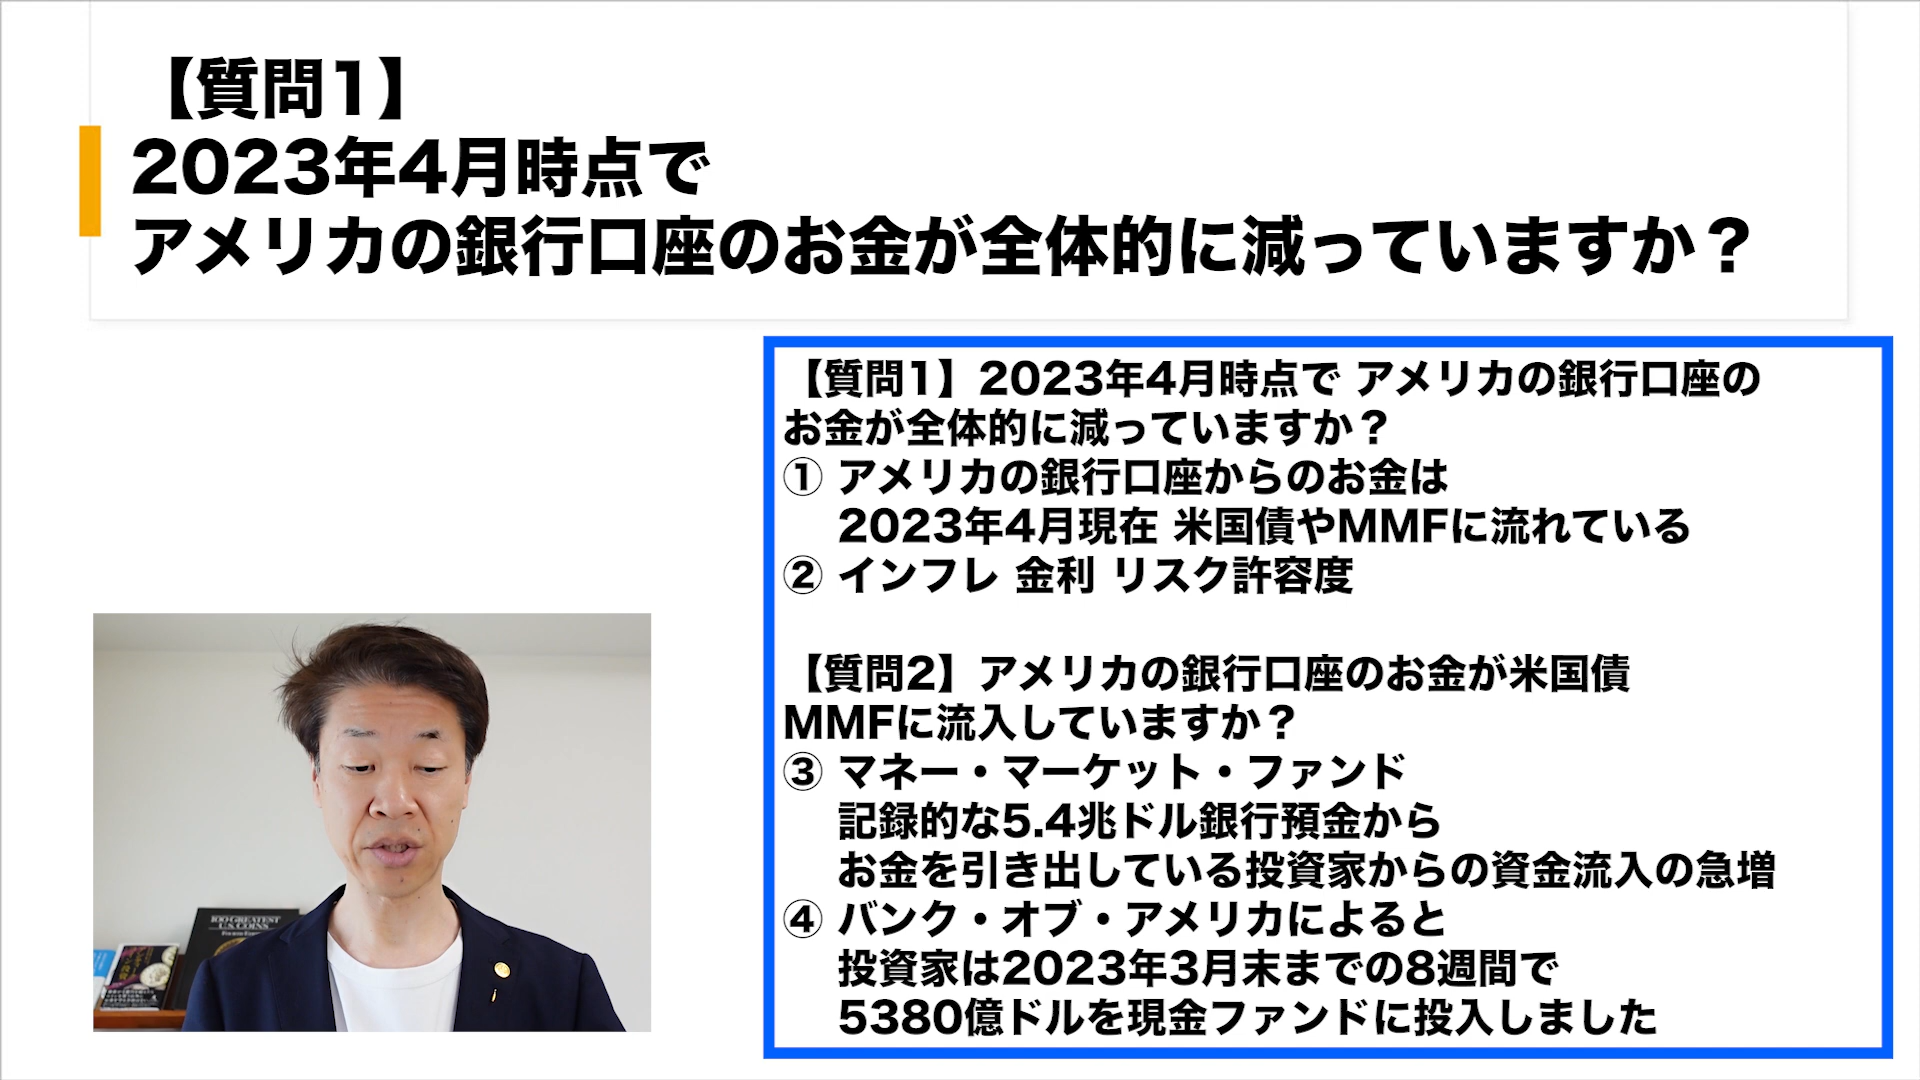 【質問1】
2023年4月時点で
アメリカの銀行口座のお金が全体的に減っていますか？
【質問1】2023年4月時点で アメリカの銀行口座の
お金が全体的に減っていますか？
① アメリカの銀行口座からのお金は
2023年4月現在 米国債やMMFに流れている
② インフレ 金利 リスク許容度
【質問2】アメリカの銀行口座のお金が米国債
MMFに流入していますか？
③ マネー・マーケット・ファンド
記録的な5.4兆ドル銀行預金から
お金を引き出している投資家からの資金流入の急増
④ バンク・オブ・アメリカによると
投資家は2023年3月末までの8週間で
5380億ドルを現金ファンドに投入しました
100 GREATEST
U.S. COINS